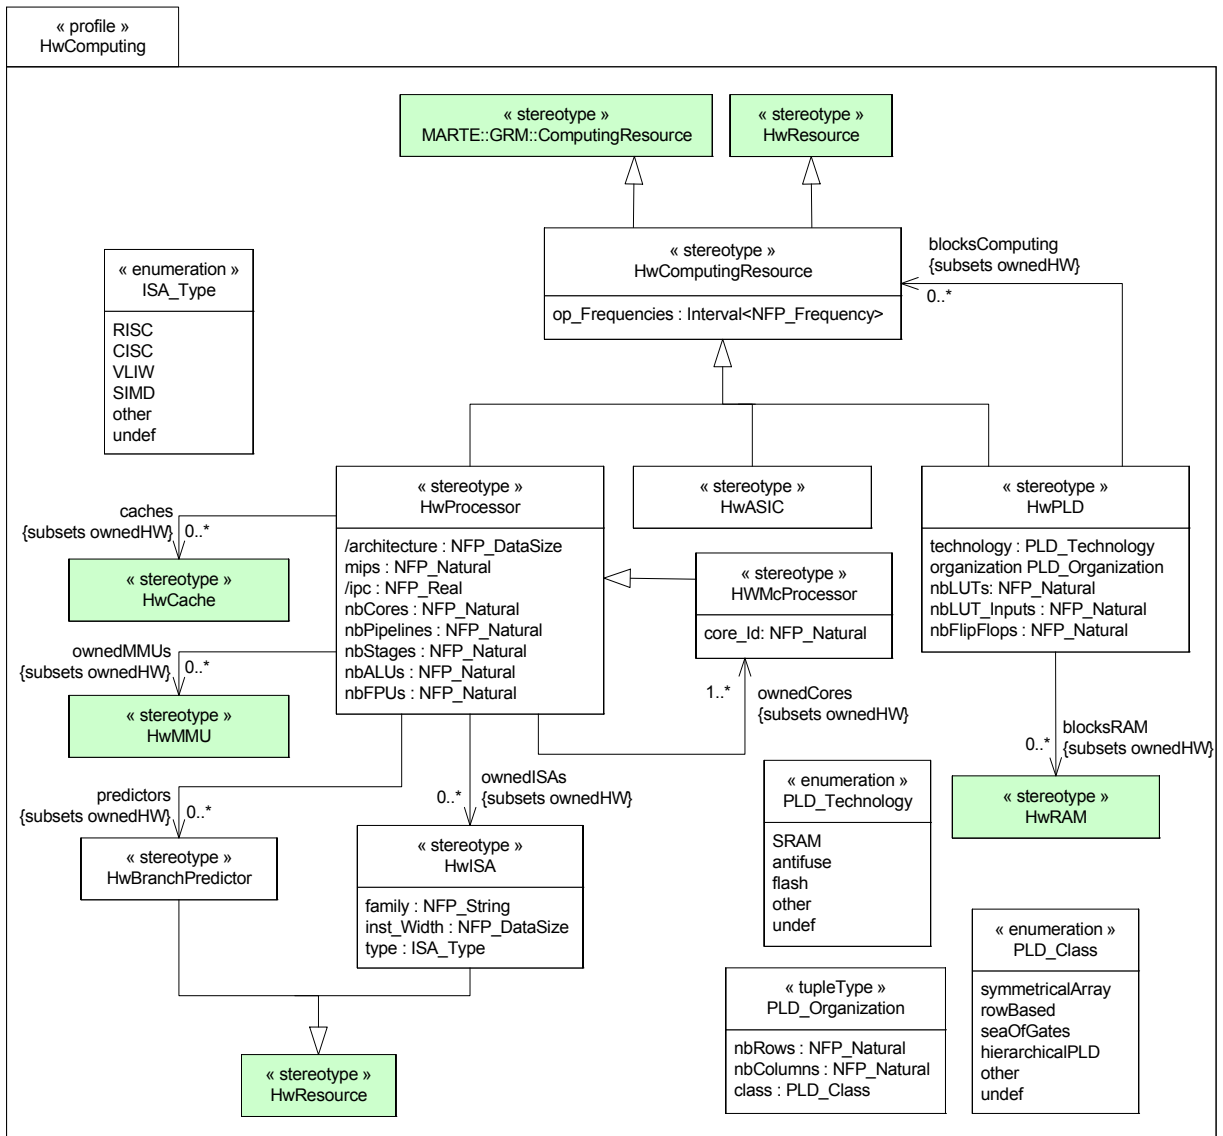 « profile »
HwComputing
« stereotype »
MARTE::GRM::ComputingResource
« stereotype »
HwResource
« stereotype »
HwComputingResource
op_Frequencies : Interval<NFP_Frequency>
blocksComputing
{subsets ownedHW}
0..*
« enumeration »
ISA_Type
RISC
CISC
VLIW
SIMD
other
undef
« stereotype »
HwProcessor
/architecture : NFP_DataSize
mips : NFP_Natural
/ipc : NFP_Real
nbCores : NFP_Natural
nbPipelines : NFP_Natural
nbStages : NFP_Natural
nbALUs : NFP_Natural
nbFPUs : NFP_Natural
« stereotype »
HwASIC
« stereotype »
HwPLD
technology : PLD_Technology
organization PLD_Organization
nbLUTs: NFP_Natural
nbLUT_Inputs : NFP_Natural
nbFlipFlops : NFP_Natural
caches
{subsets ownedHW}
0..*
« stereotype »
HwCache
« stereotype »
HWMcProcessor
core_Id: NFP_Natural
ownedMMUs
{subsets ownedHW}
0..*
« stereotype »
HwMMU
1..*
ownedCores
{subsets ownedHW}
blocksRAM
{subsets ownedHW}
0..*
« stereotype »
HwRAM
predictors
{subsets ownedHW}
0..*
« stereotype »
HwBranchPredictor
ownedISAs
{subsets ownedHW}
0..*
« stereotype »
HwISA
family : NFP_String
inst_Width : NFP_DataSize
type : ISA_Type
« enumeration »
PLD_Technology
SRAM
antifuse
flash
other
undef
« enumeration »
PLD_Class
symmetricalArray
rowBased
seaOfGates
hierarchicalPLD
other
undef
« tupleType »
PLD_Organization
nbRows : NFP_Natural
nbColumns : NFP_Natural
class : PLD_Class
« stereotype »
HwResource